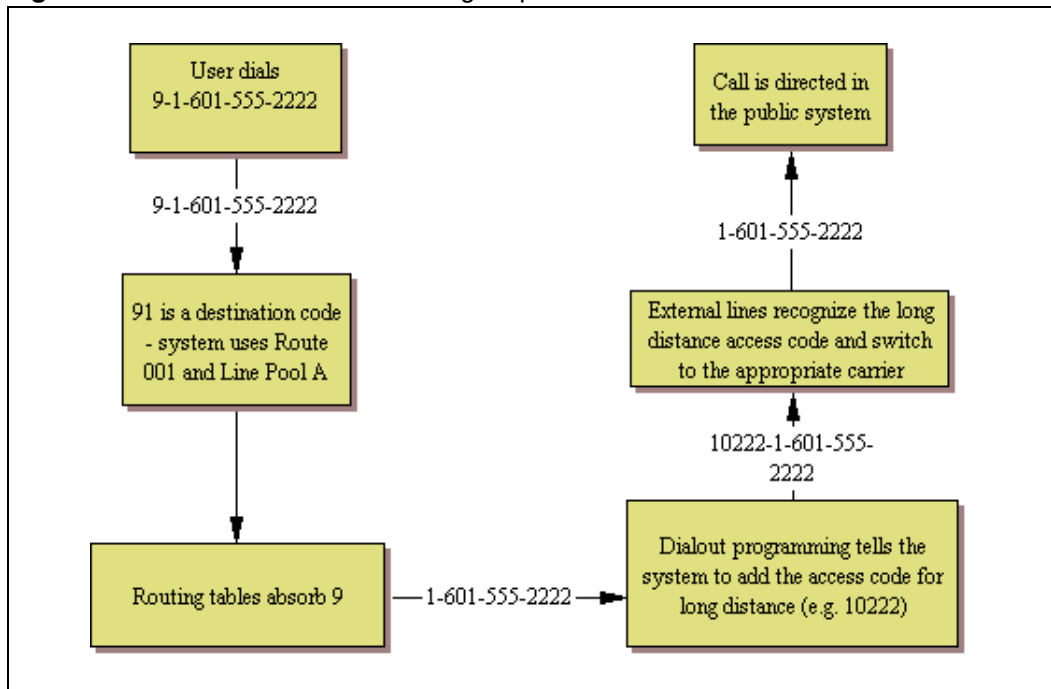 User dials
9-1-601-555-2222
9-1-601-555-2222
91 is a destination code
- system uses Route
001 and Line Pool A
Routing tables absorb 9
1-601-555-2222
Dialout programming tells the
system to add the access code for
long distance (e.g. 10222)
10222-1-601-555-
2222
External lines recognize the long
distance access code and switch
to the appropriate carrier
1-601-555-2222
Call is directed in
the public system